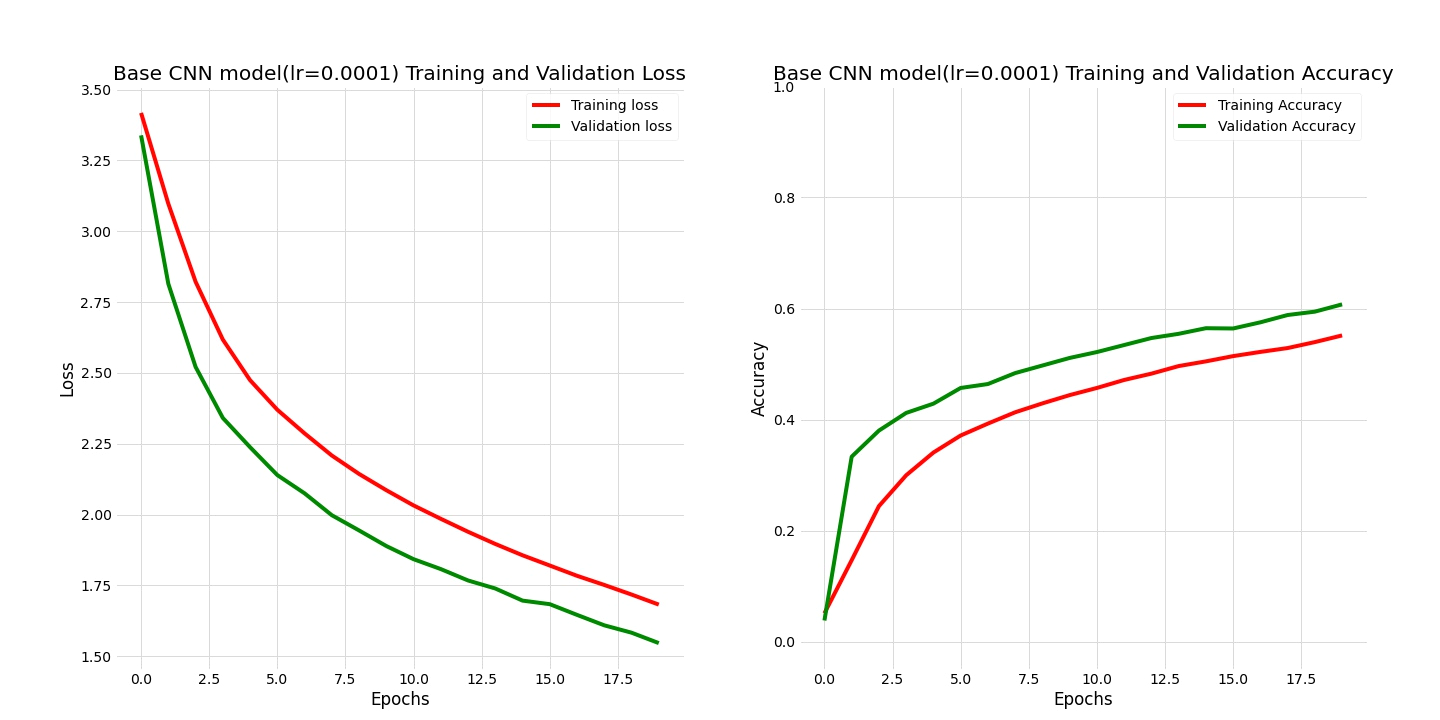 Base CNN model(lr=0.0001) Training and Validation Loss
3.50
3.25
3.00
2.75
2.50
2.25
2.00
1.75
1.50
Loss
Training loss
Validation loss
0.0 2.5 5.0 7.5 10.0 12.5 15.0 17.5
Epochs
Base CNN model(lr=0.0001) Training and Validation Accuracy
1.0
0.8
0.6
0.4
0.2
0.0
Accuracy
Training Accuracy
Validation Accuracy
0.0 2.5 5.0 7.5 10.0 12.5 15.0 17.5
Epochs